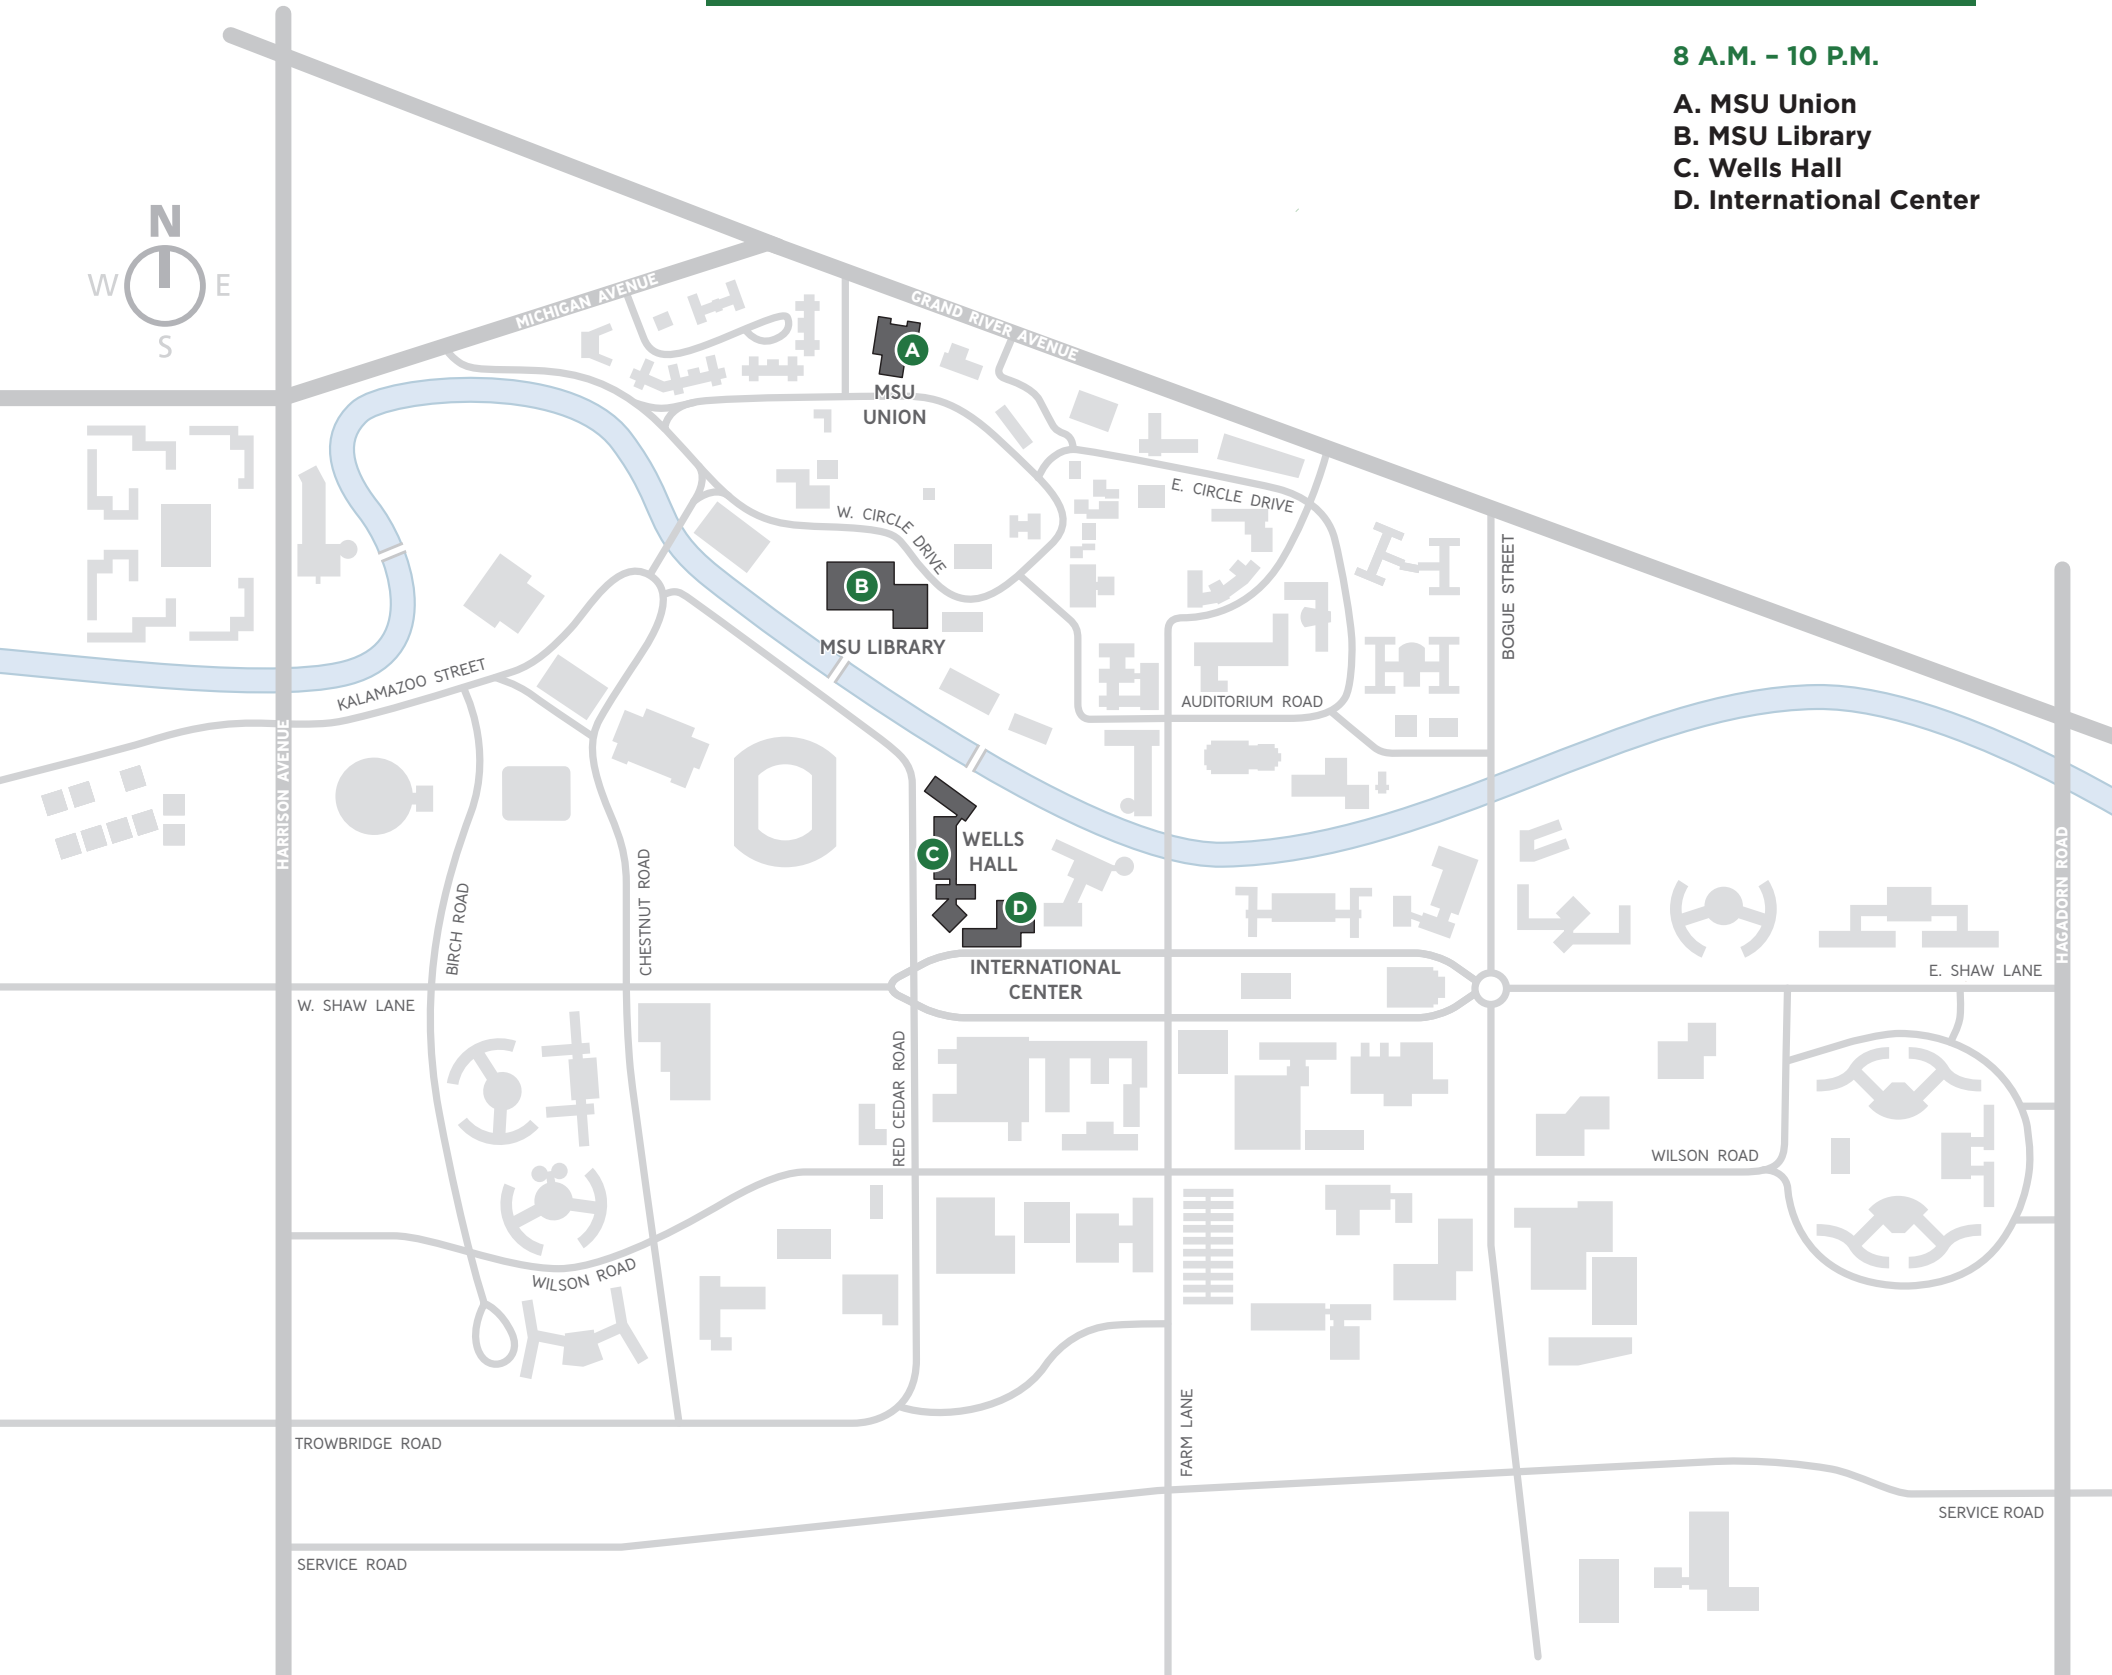 8 A.M. – 10 P.M.
A. MSU Union
B. MSU Library
C. Wells Hall
D. International Center
N
W
E
S
MICHIGAN AVENUE
GRAND RIVER AVENUE
A
MSU
UNION
E. CIRCLE DRIVE
W. CIRCLE DRIVE
BOGUE STREET
B
MSU LIBRARY
KALAMAZOO STREET
AUDITORIUM ROAD
HARRISON AVENUE
WELLS
HALL
C
D
HAGADORN ROAD
BIRCH ROAD
CHESTNUT ROAD
INTERNATIONAL
CENTER
E. SHAW LANE
W. SHAW LANE
RED CEDAR ROAD
WILSON ROAD
WILSON ROAD
FARM LANE
TROWBRIDGE ROAD
SERVICE ROAD
SERVICE ROAD